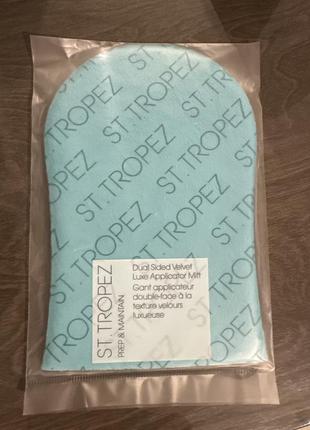 ST.TROPEZ
ST.TROPEZ
ST.TROPEZ
ST.TROPEZ
ST.TROPEZ
ST.TROPEZ
PREP & MAINTAIN
Dual Sided Velvet
Luxe Applicator Mitt
Gant applicateur
double-face à la
texture velours
luxueuse